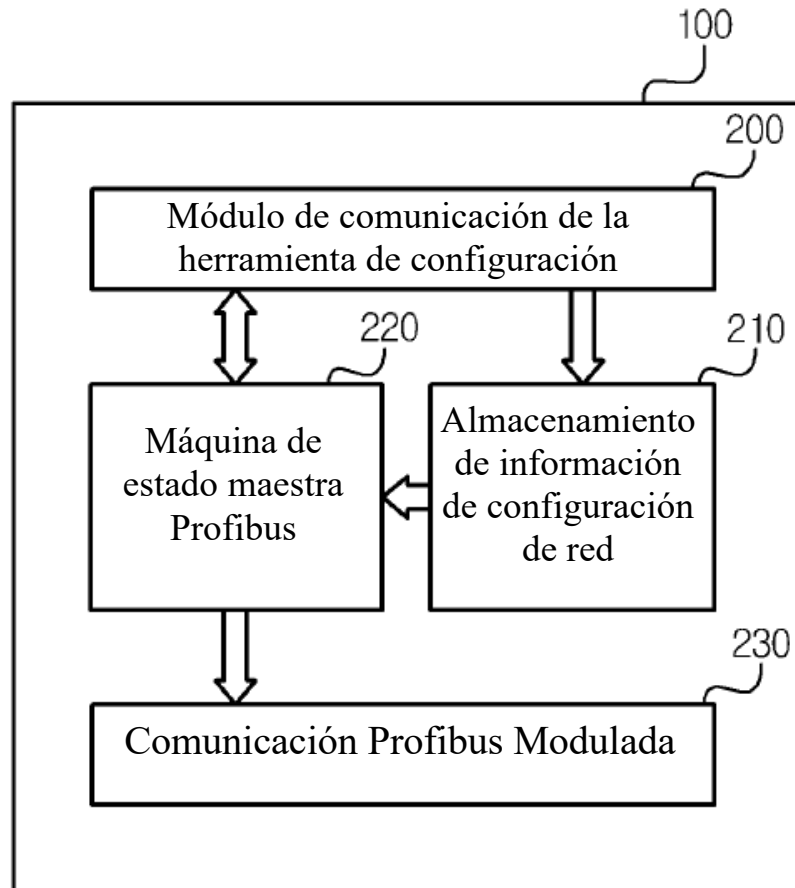 100
200
Módulo de comunicación de la
herramienta de configuración
220
210
Máquina de
estado maestra
Profibus
Almacenamiento
de información
de configuración
de red
230
Comunicación Profibus Modulada